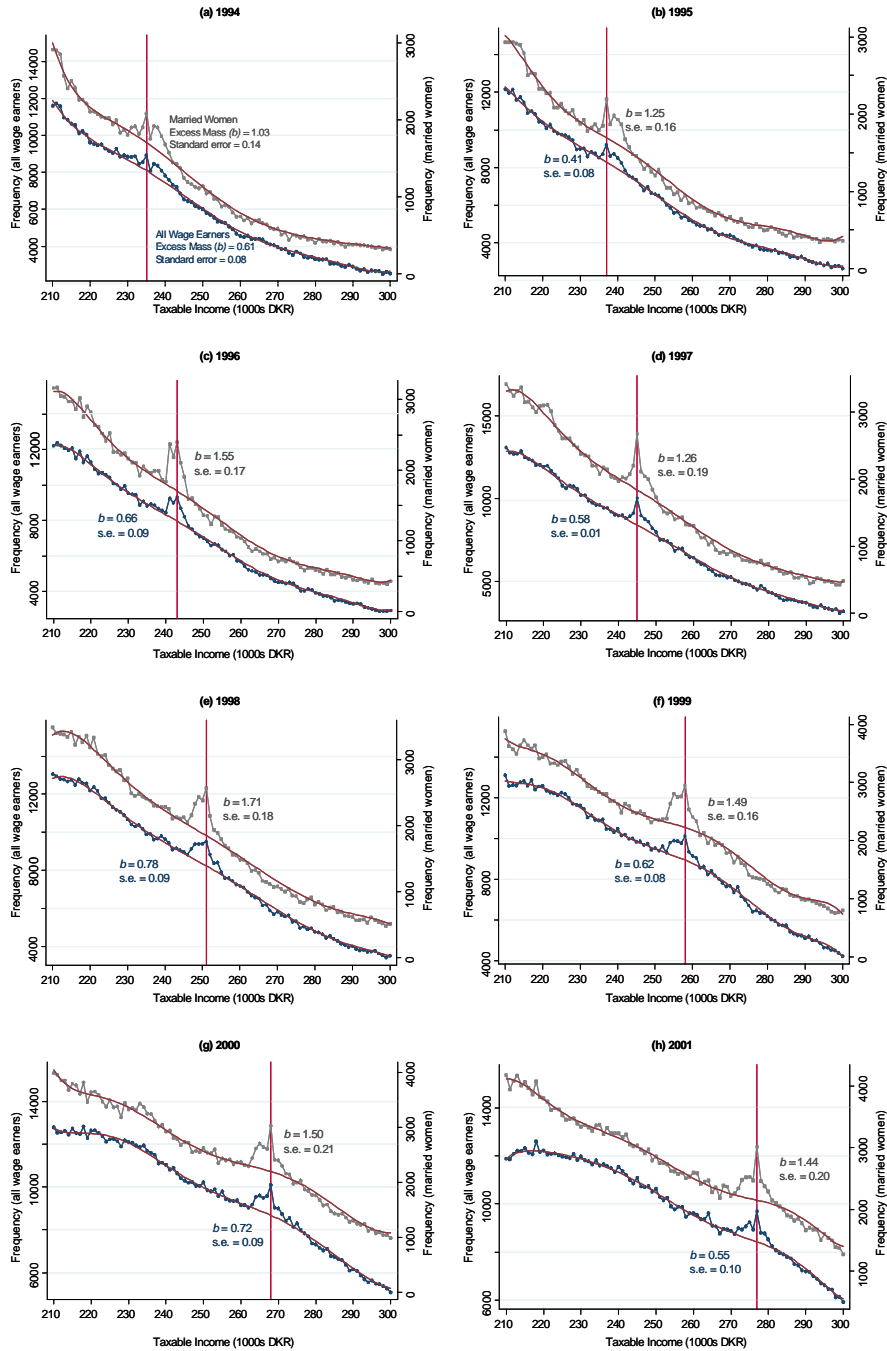 (a) 1994
Frequency (all wage earners)
4000 6000 8000 10000 12000 14000
Married Women
Excess Mass (b) = 1.03
Standard error = 0.14
All Wage Earners
Excess Mass (b) = 0.61
Standard error = 0.08
0 1000 2000 3000
Frequency (married women)
210 220 230 240 250 260 270 280 290 300
Taxable Income (1000s DKR)
(b) 1995
Frequency (all wage earners)
4000 8000 12000
b = 1.25
s.e. = 0.16
b = 0.41
s.e. = 0.08
0 1000 2000 3000
Frequency (married women)
210 220 230 240 250 260 270 280 290 300
Taxable Income (1000s DKR)
(c) 1996
Frequency (all wage earners)
4000 8000 12000
b = 1.55
s.e. = 0.17
b = 0.66
s.e. = 0.09
0 1000 2000 3000
Frequency (married women)
210 220 230 240 250 260 270 280 290 300
Taxable Income (1000s DKR)
(d) 1997
Frequency (all wage earners)
5000 10000 15000
b = 1.26
s.e. = 0.19
b = 0.58
s.e. = 0.01
0 1000 2000 3000
Frequency (married women)
210 220 230 240 250 260 270 280 290 300
Taxable Income (1000s DKR)
(e) 1998
Frequency (all wage earners)
4000 8000 12000
b = 1.71
s.e. = 0.18
b = 0.78
s.e. = 0.09
0 1000 2000 3000
Frequency (married women)
210 220 230 240 250 260 270 280 290 300
Taxable Income (1000s DKR)
(f) 1999
Frequency (all wage earners)
4000 8000 12000
b = 1.49
s.e. = 0.16
b = 0.62
s.e. = 0.08
0 1000 2000 3000 4000
Frequency (married women)
210 220 230 240 250 260 270 280 290 300
Taxable Income (1000s DKR)
(g) 2000
Frequency (all wage earners)
6000 10000 14000
b = 1.50
s.e. = 0.21
b = 0.72
s.e. = 0.09
0 1000 2000 3000 4000
Frequency (married women)
210 220 230 240 250 260 270 280 290 300
Taxable Income (1000s DKR)
(h) 2001
Frequency (all wage earners)
6000 10000 14000
b = 1.44
s.e. = 0.20
b = 0.55
s.e. = 0.10
1000 2000 3000 4000
Frequency (married women)
210 220 230 240 250 260 270 280 290 300
Taxable Income (1000s DKR)